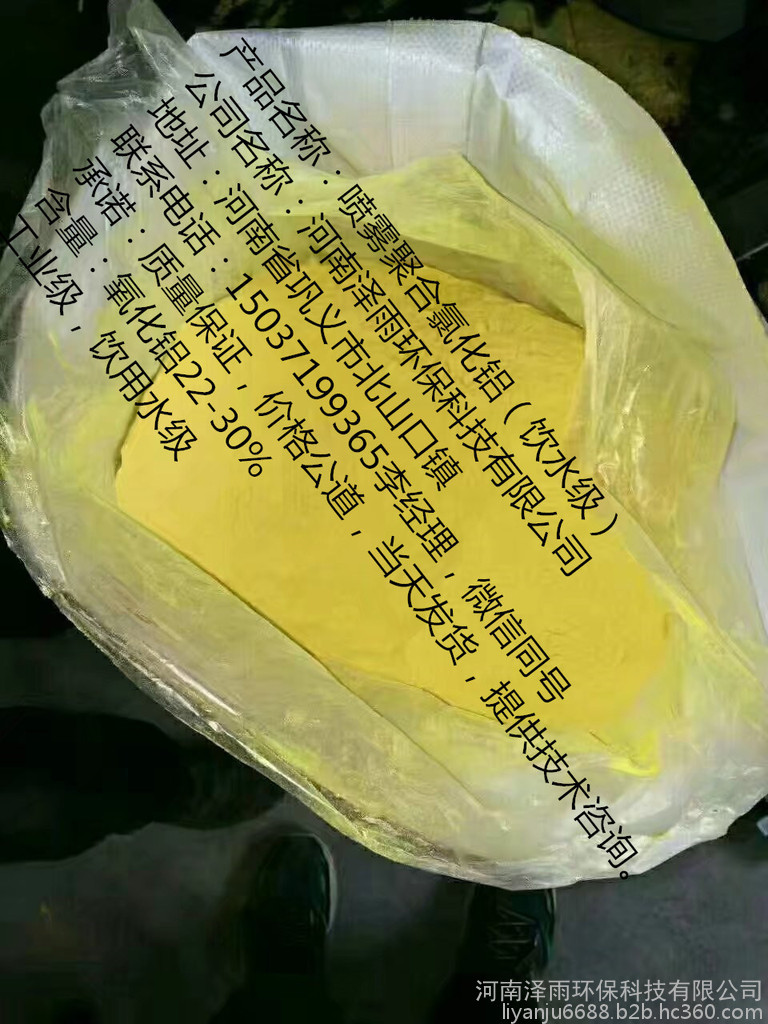 产品名称：喷雾聚合氯化铝（饮水级）
公司名称：河南泽雨环保科技有限公司
地址：河南省巩义市北山口镇
联系电话：15037199365李经理，微信同号
承诺：质量保证，价格公道，当天发货，提供技术咨询。
含量：氧化铝22-30%
工业级，饮用水级
河南泽雨环保科技有限公司
liyanju6688.b2b.hc360.com